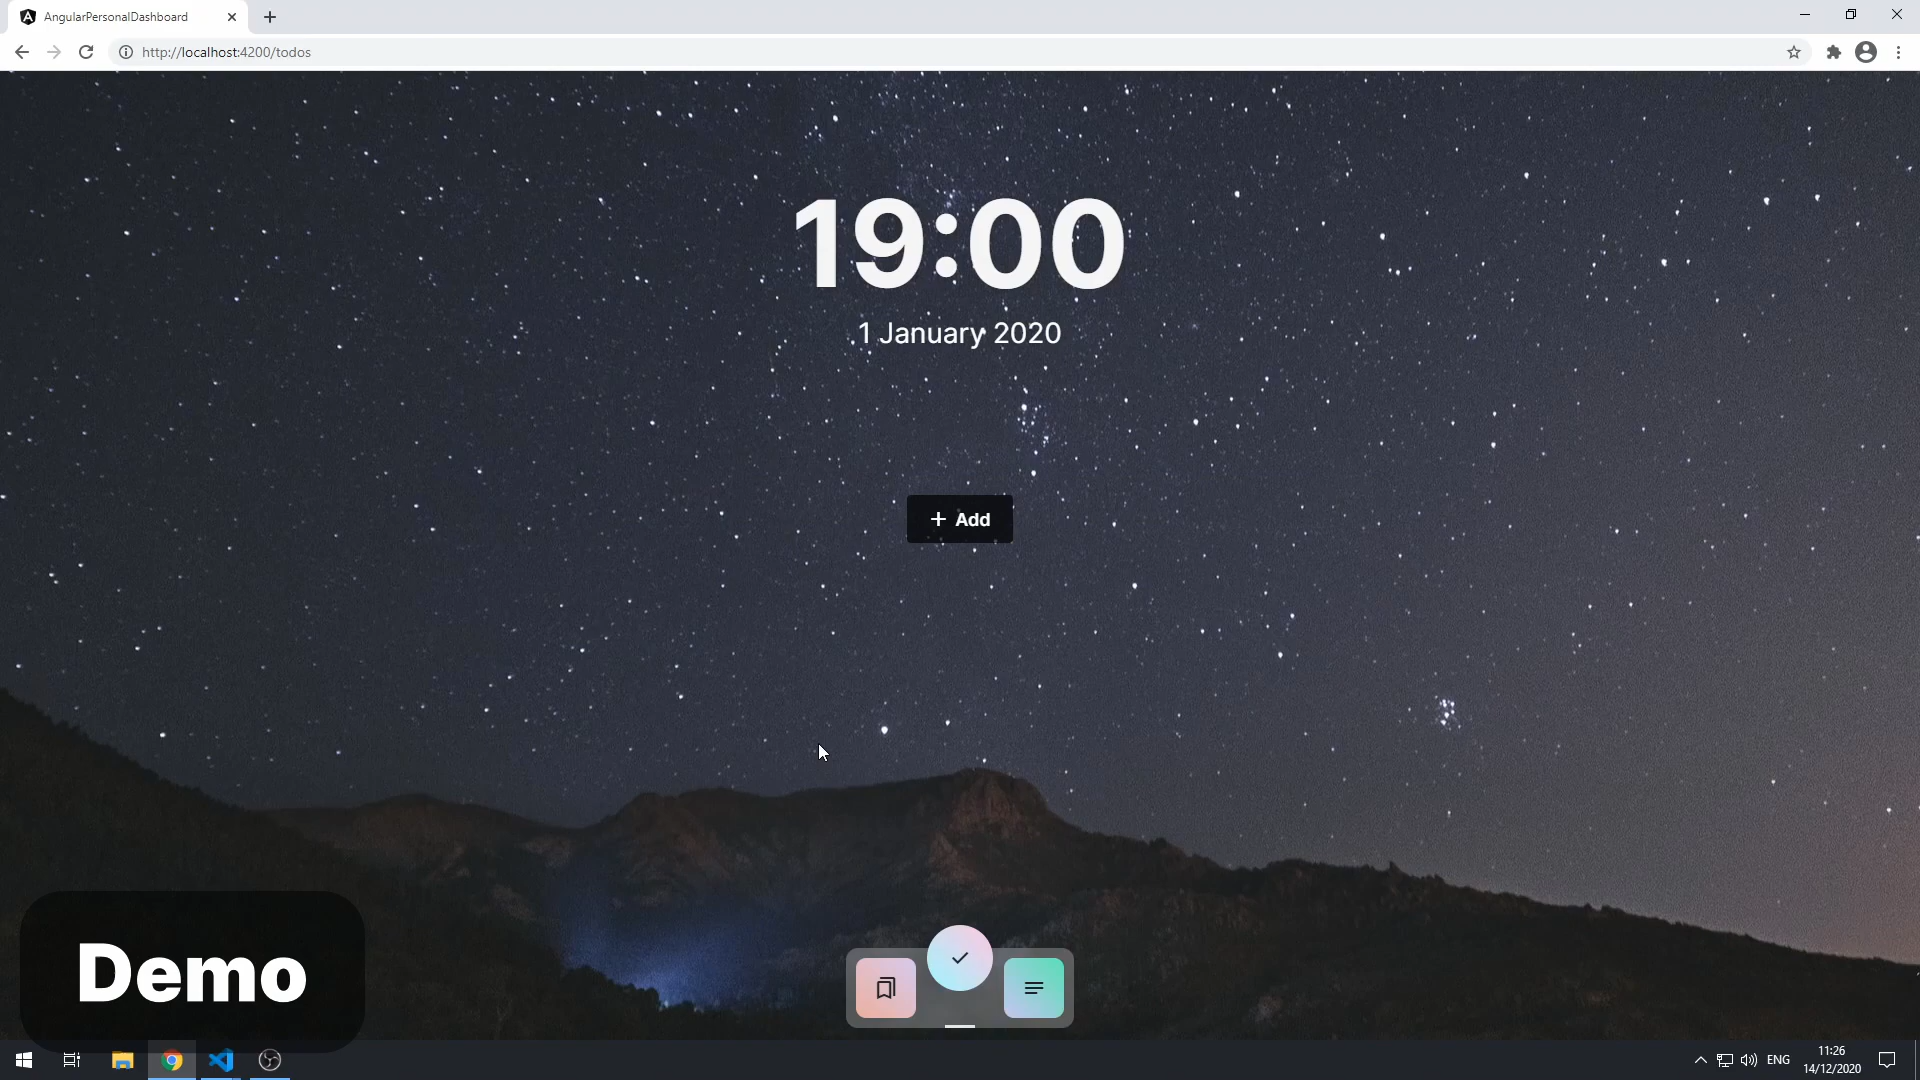 AngularPersonalDashboard
http://localhost:4200/todos
19:00
1 January 2020
Add
Demo
ENG
11:26
14/12/2020